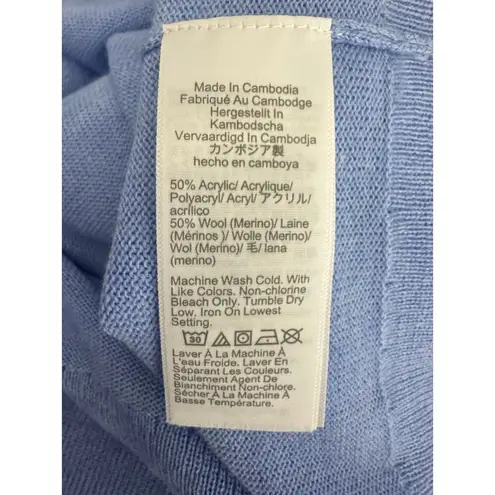 Made In Cambodia
Fabriqué Au Cambodge
Hergestellt In
Kambodscha
Vervaardigd In Cambodja
カンボジア製
hecho en camboya
50% Acrylic/ Acrylique/
Polyacryl/ Acryl/ アクリル/
acrílico
50% Wool (Merino)/ Laine
(Mérinos )/ Wolle (Merino)/
Wol (Merino)/ 毛/ lana
(merino)
Machine Wash Cold. With
Like Colors. Non-chlorine
Bleach Only. Tumble Dry
Low. Iron On Lowest
Setting.
30
Laver À La Machine À
L'eau Froide. Laver En
Séparant Les Couleurs.
Seulement Agent De
Blanchiment Non-chlore.
Sécher À La Machine À
Basse Température.